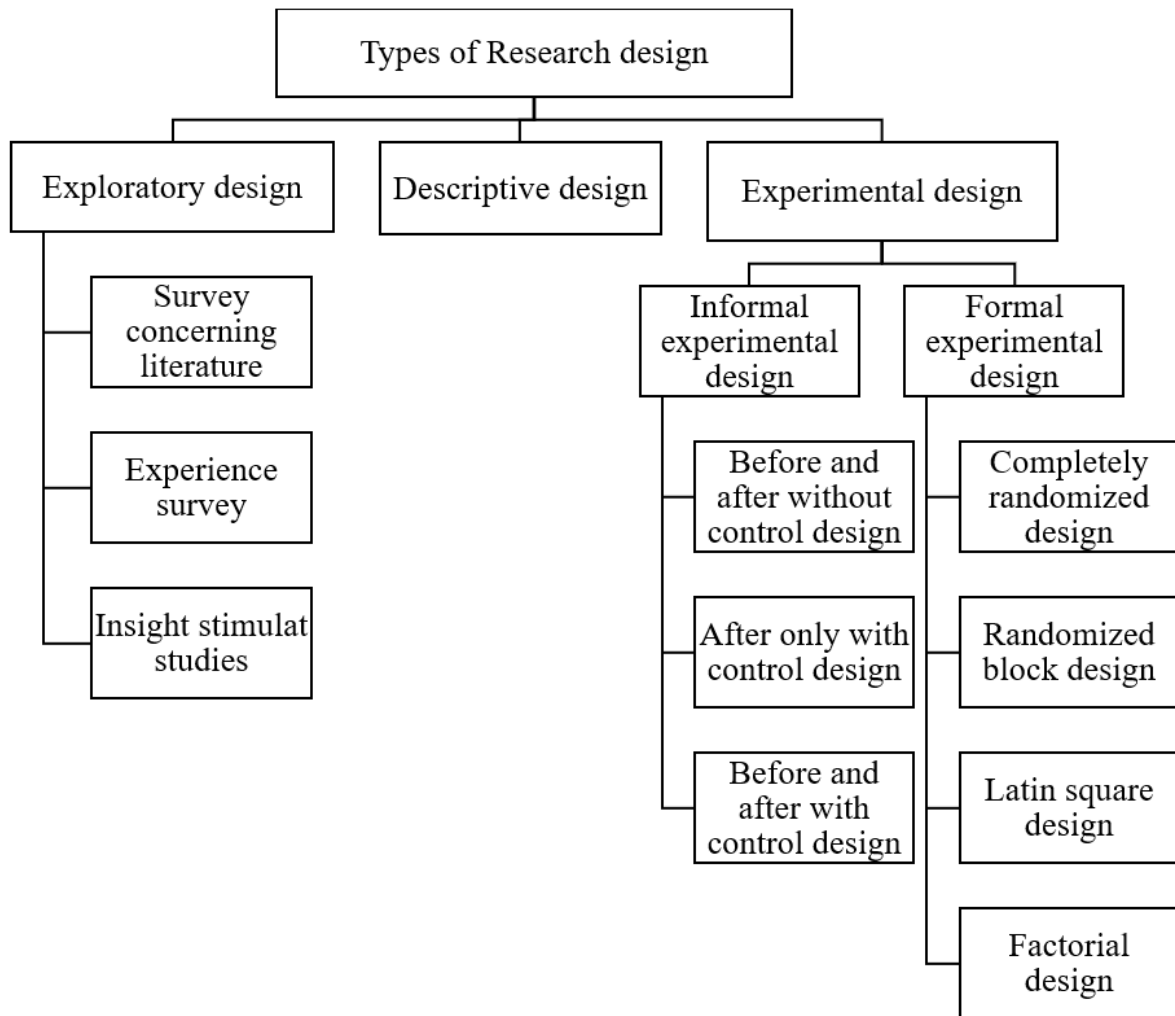 Types of Research design
Exploratory design
Descriptive design
Experimental design
Survey
concerning
literature
Experience
survey
Insight stimulat
studies
Informal
experimental
design
Formal
experimental
design
Before and
after without
control design
After only with
control design
Before and
after with
control design
Completely
randomized
design
Randomized
block design
Latin square
design
Factorial
design